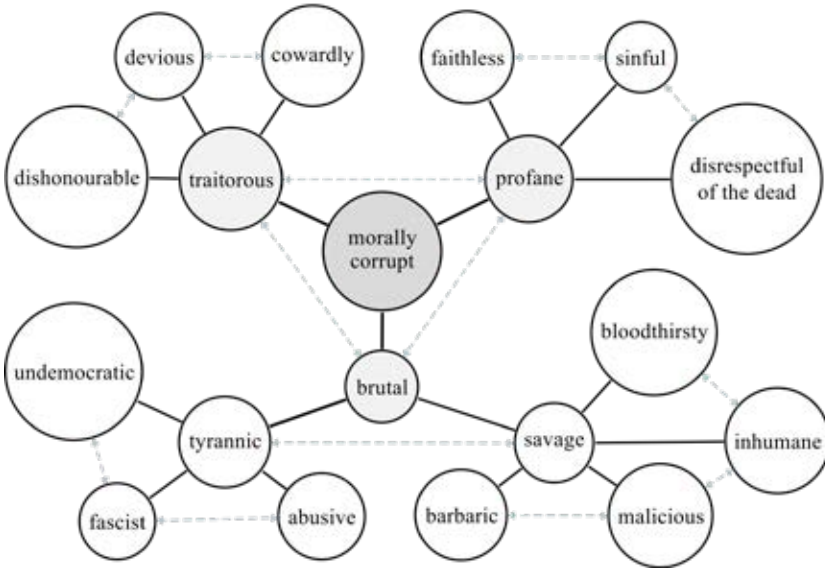 devious
cowardly
faithless
sinful
dishonourable
traitorous
profane
disrespectful
of the dead
morally
corrupt
bloodthirsty
undemocratic
brutal
tyrannic
savage
inhumane
fascist
abusive
barbaric
malicious